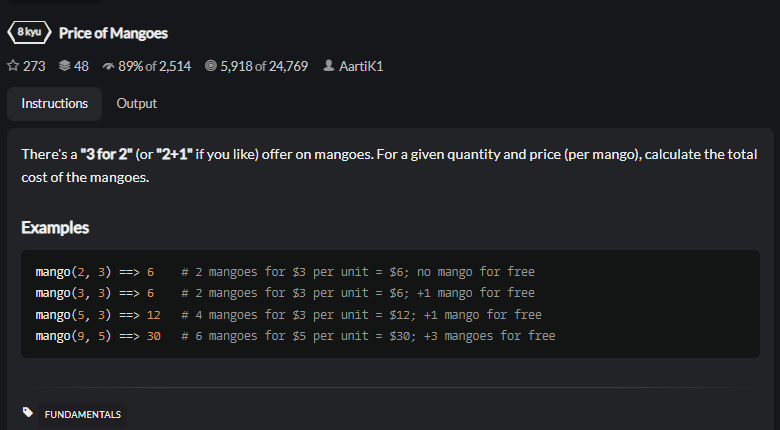 8 kyu Price of Mangoes
273 48 89% of 2,514 5,918 of 24,769 AartiK1
Instructions Output
There's a "3 for 2" (or "2+1" if you like) offer on mangoes. For a given quantity and price (per mango), calculate the total
cost of the mangoes.
Examples
mango(2, 3) ==> 6 # 2 mangoes for $3 per unit = $6; no mango for free
mango(3, 3) ==> 6 # 2 mangoes for $3 per unit = $6; +1 mango for free
mango(5, 3) ==> 12 # 4 mangoes for $3 per unit = $12; +1 mango for free
mango(9, 5) ==> 30 # 6 mangoes for $5 per unit = $30; +3 mangoes for free
FUNDAMENTALS